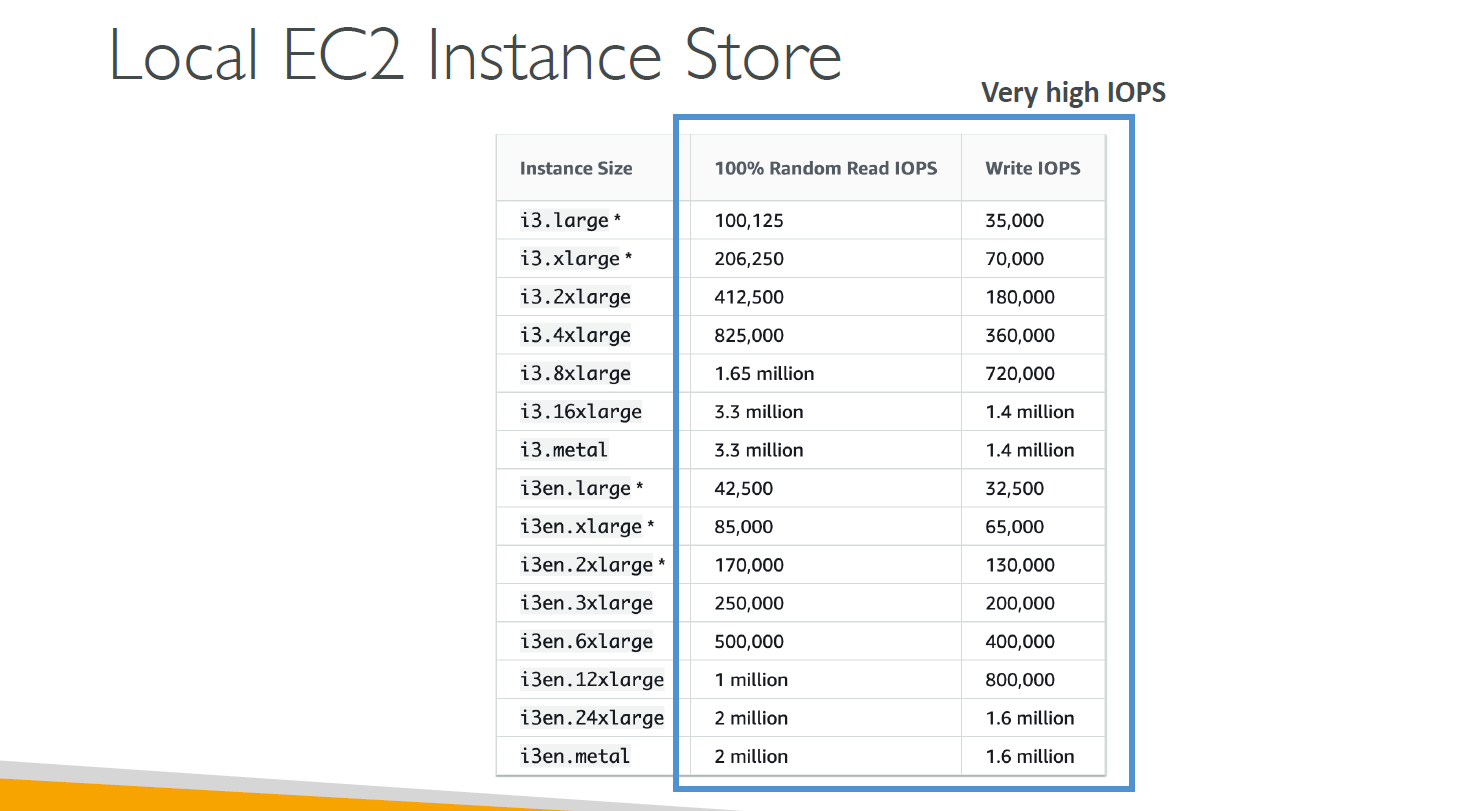 Local EC2 Instance Store
Very high IOPS
Instance Size 100% Random Read IOPS Write IOPS
i3.large * 100,125 35,000
i3.xlarge * 206,250 70,000
i3.2xlarge 412,500 180,000
i3.4xlarge 825,000 360,000
i3.8xlarge 1.65 million 720,000
i3.16xlarge 3.3 million 1.4 million
i3.metal 3.3 million 1.4 million
i3en.large * 42,500 32,500
i3en.xlarge * 85,000 65,000
i3en.2xlarge * 170,000 130,000
i3en.3xlarge 250,000 200,000
i3en.6xlarge 500,000 400,000
i3en.12xlarge 1 million 800,000
i3en.24xlarge 2 million 1.6 million
i3en.metal 2 million 1.6 million